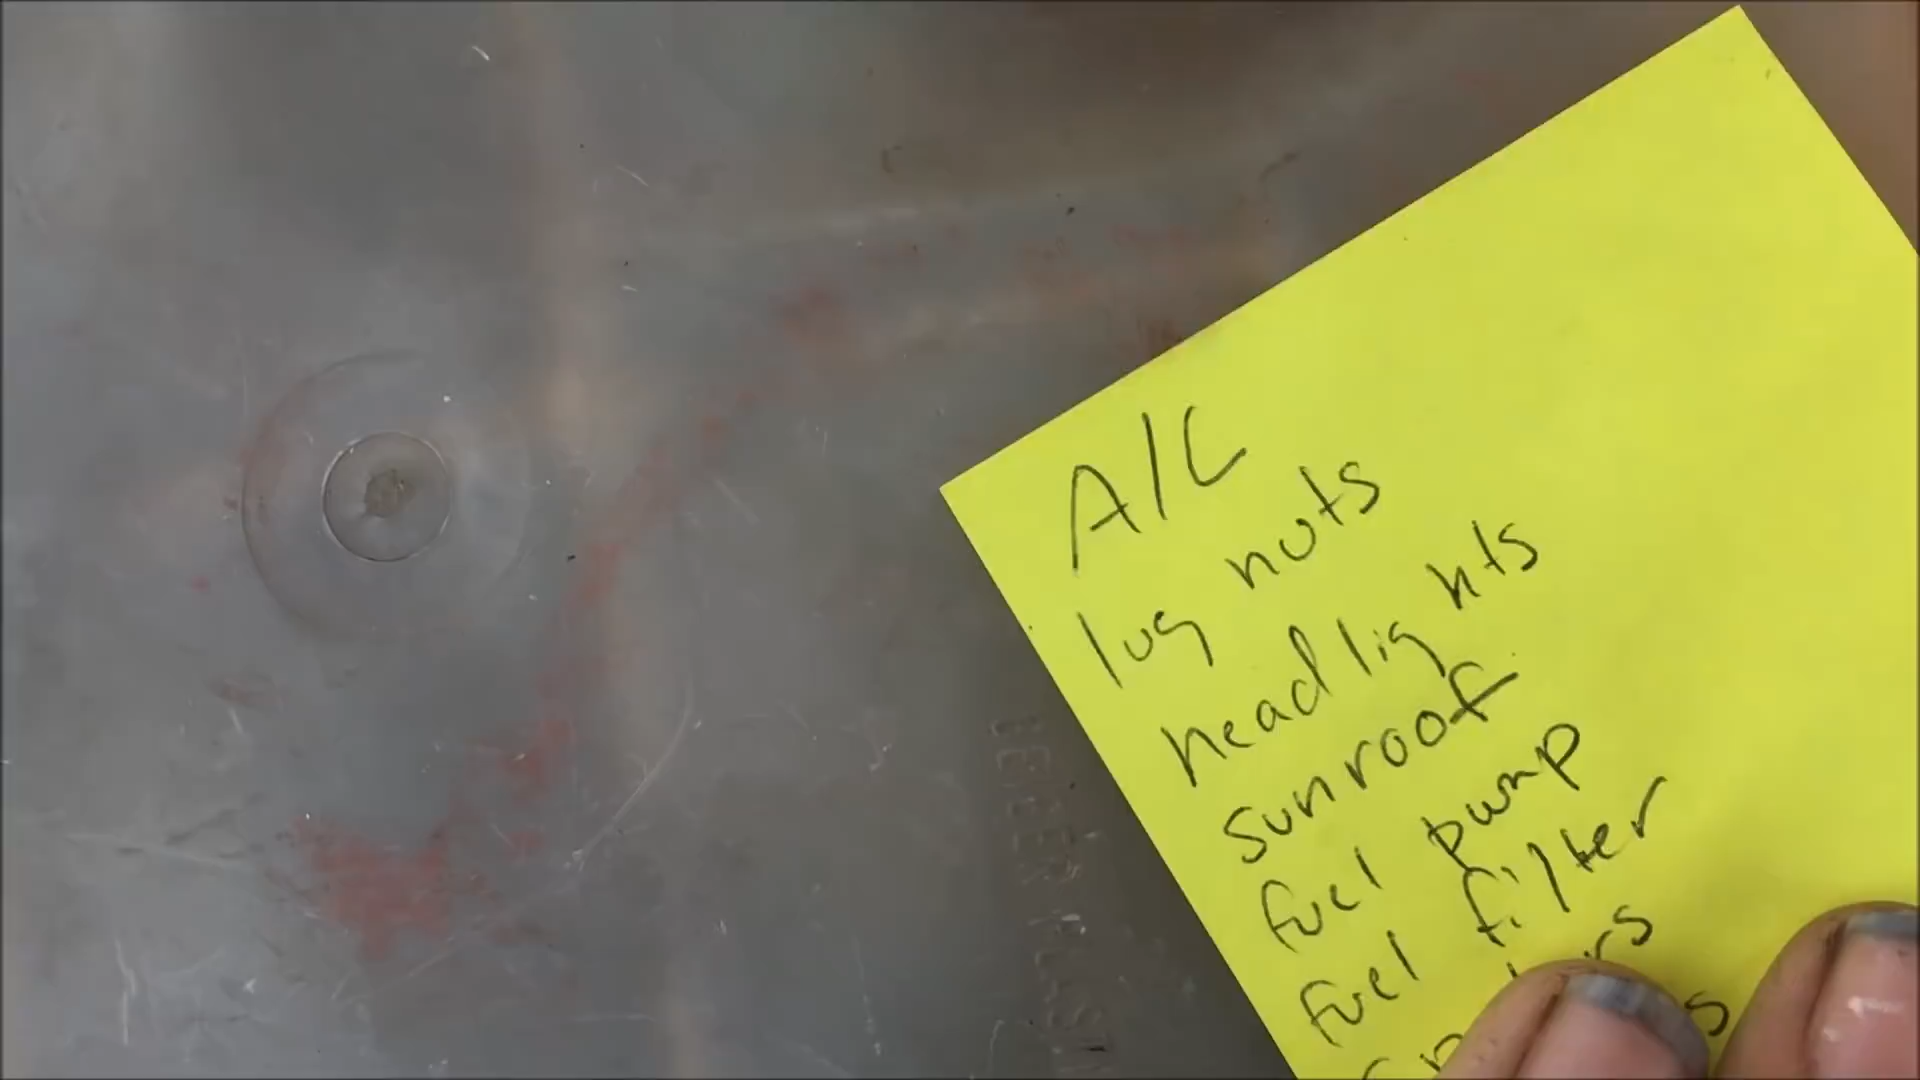 A/C
lug nuts
headlights
sunroof
fuel pump
fuel filter